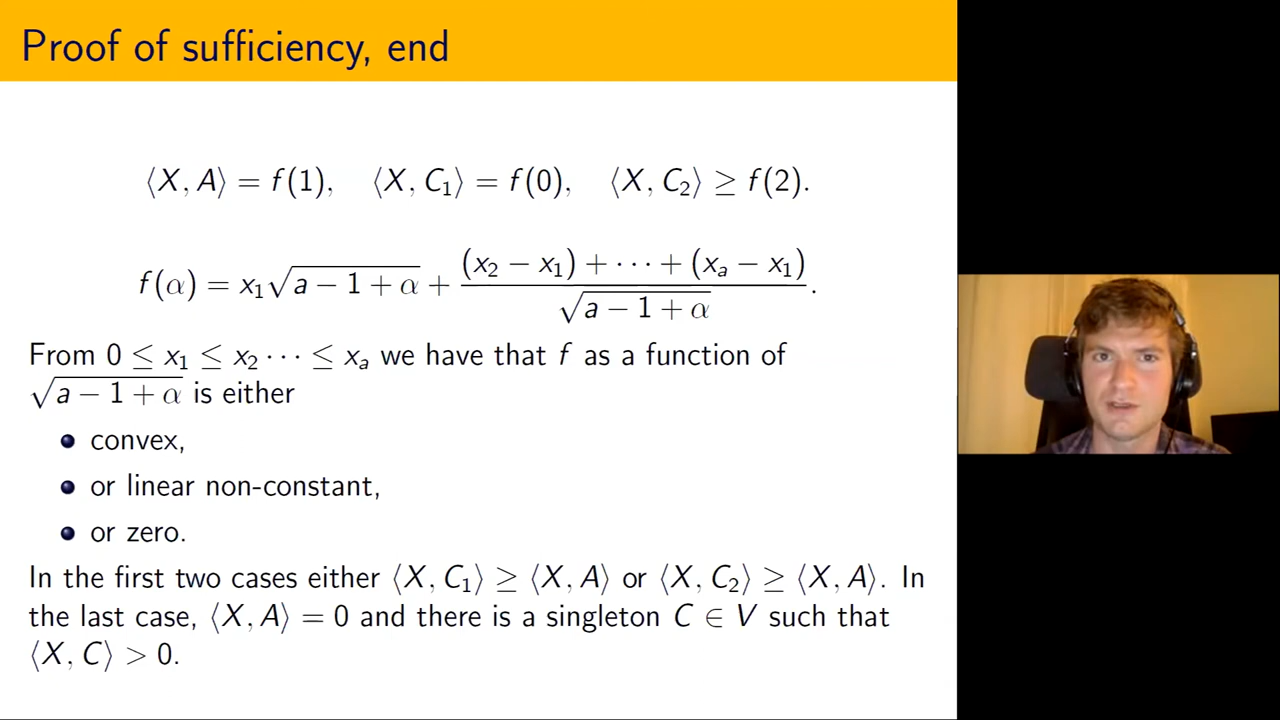 Proof of sufficiency, end
⟨X, A⟩ = f(1), ⟨X, C₁⟩ = f(0), ⟨X, C₂⟩ ≥ f(2).
f(α) = x₁√(a − 1 + α) + ((x₂ − x₁) + ⋯ + (xₐ − x₁)) / √(a − 1 + α).
From 0 ≤ x₁ ≤ x₂ ⋯ ≤ xₐ we have that f as a function of
√(a − 1 + α) is either
• convex,
• or linear non-constant,
• or zero.
In the first two cases either ⟨X, C₁⟩ ≥ ⟨X, A⟩ or ⟨X, C₂⟩ ≥ ⟨X, A⟩. In
the last case, ⟨X, A⟩ = 0 and there is a singleton C ∈ V such that
⟨X, C⟩ > 0.